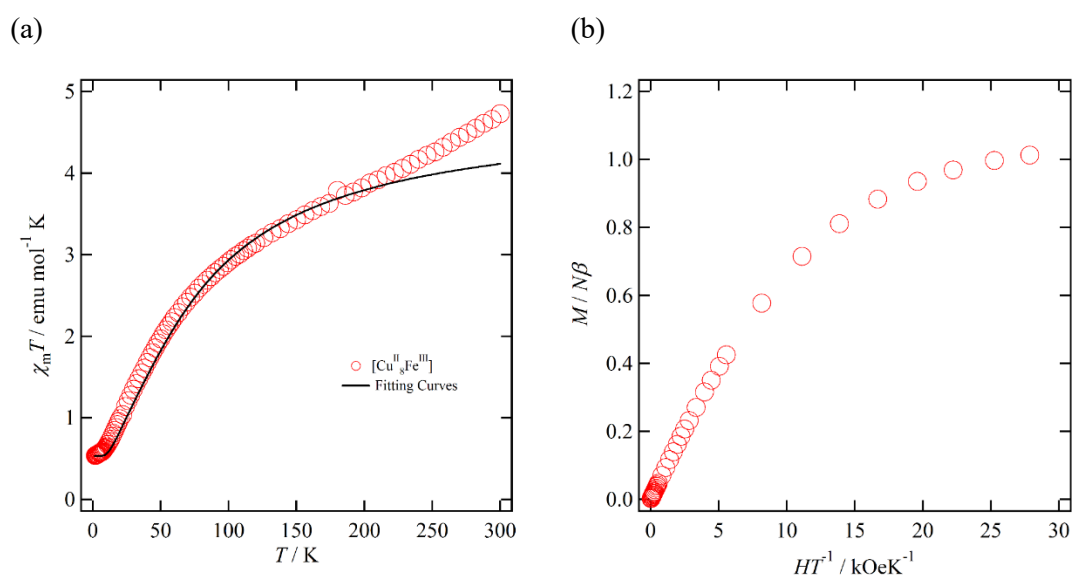 (a)
(b)
5
4
3
2
1
0
χₘT / emu mol⁻¹ K
[Cuᴵᴵ₈Feᴵᴵᴵ]
Fitting Curves
0 50 100 150 200 250 300
T / K
1.2
1.0
0.8
0.6
0.4
0.2
0.0
M / Nβ
0 5 10 15 20 25 30
HT⁻¹ / kOeK⁻¹